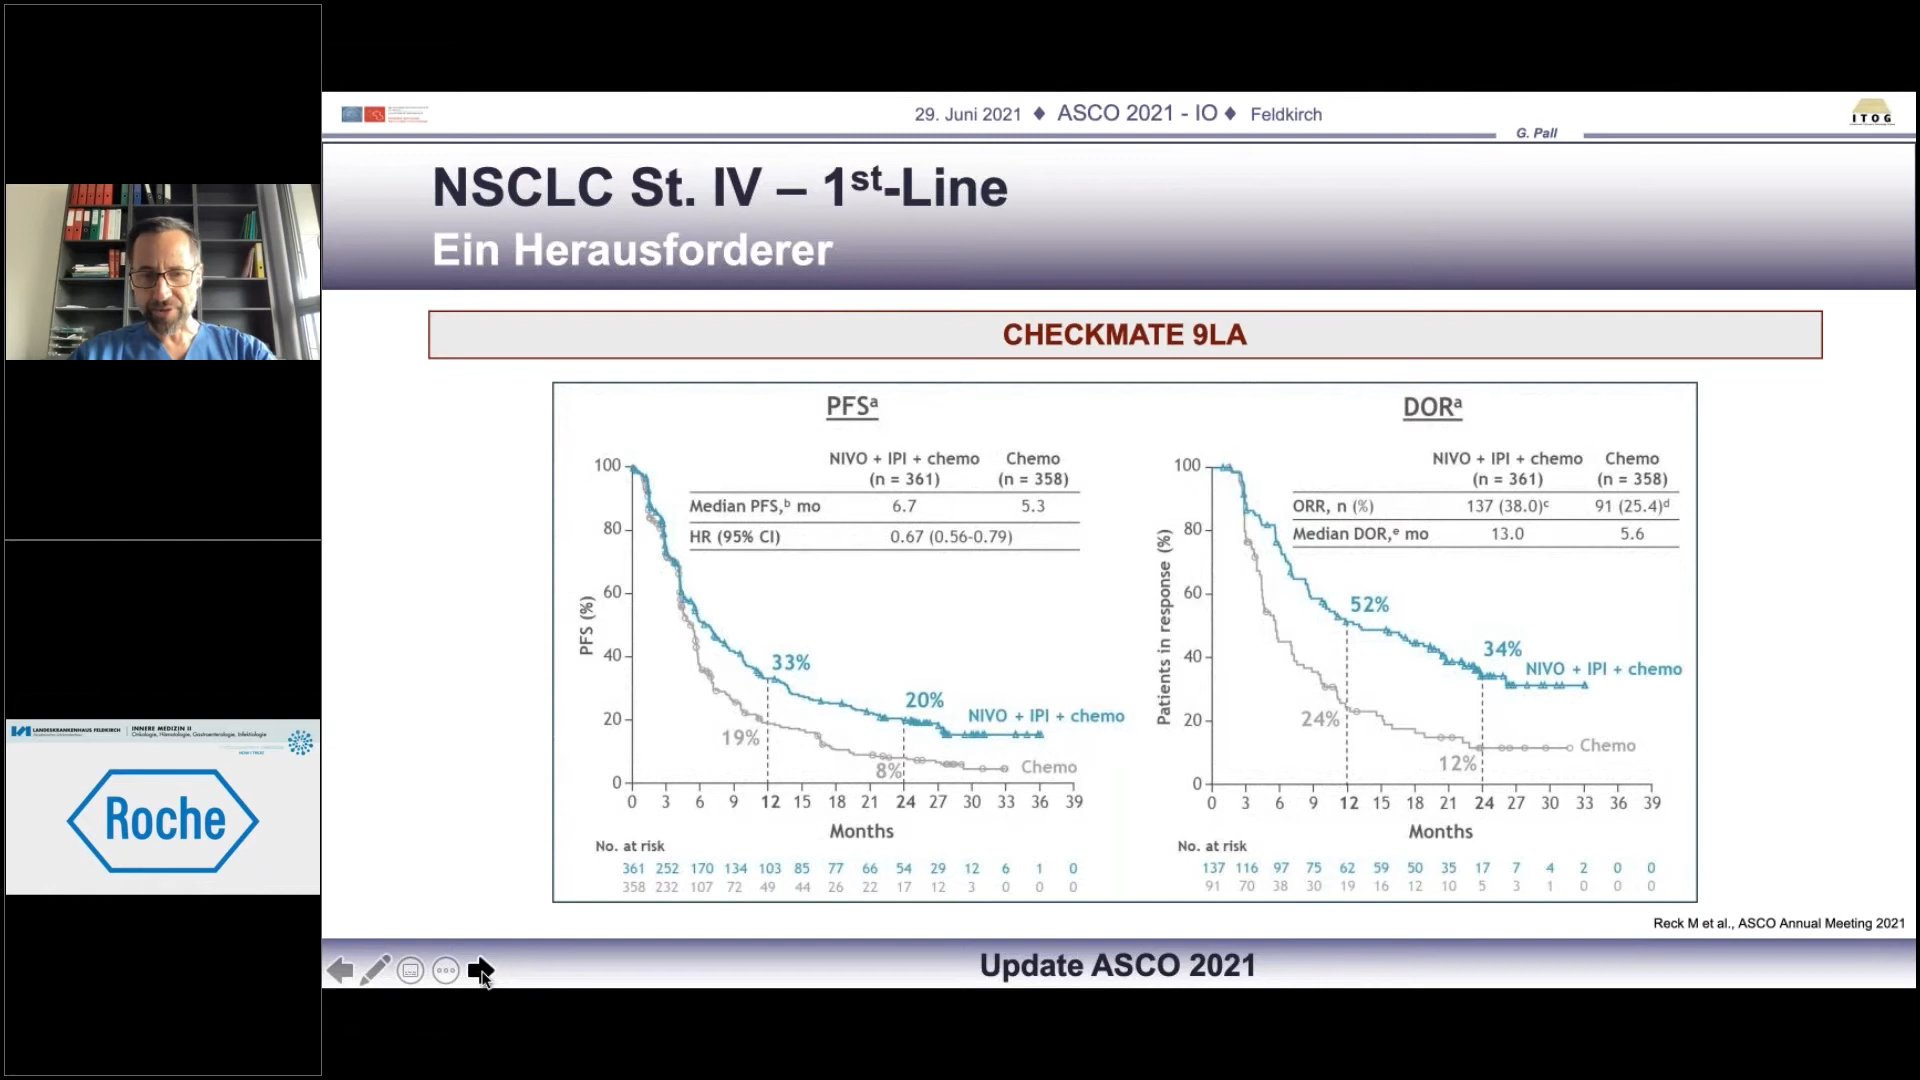 29. Juni 2021 ♦ ASCO 2021 - IO ♦ Feldkirch
ITOG
G. Pall
NSCLC St. IV – 1st-Line
Ein Herausforderer
CHECKMATE 9LA
PFSa
NIVO + IPI + chemo Chemo
(n = 361) (n = 358)
Median PFS,b mo 6.7 5.3
HR (95% CI) 0.67 (0.56-0.79)
PFS (%)
100
80
60
40
20
0
33%
20%
19%
8%
NIVO + IPI + chemo
Chemo
0 3 6 9 12 15 18 21 24 27 30 33 36 39
Months
No. at risk
361 252 170 134 103 85 77 66 54 29 12 6 1 0
358 232 107 72 49 44 26 22 17 12 3 0 0 0
DORa
NIVO + IPI + chemo Chemo
(n = 361) (n = 358)
ORR, n (%) 137 (38.0)c 91 (25.4)d
Median DOR,e mo 13.0 5.6
Patients in response (%)
100
80
60
40
20
0
52%
34%
24%
12%
NIVO + IPI + chemo
Chemo
0 3 6 9 12 15 18 21 24 27 30 33 36 39
Months
No. at risk
137 116 97 75 62 59 50 35 17 7 4 2 0 0
91 70 38 30 19 16 12 10 5 3 1 0 0 0
Reck M et al., ASCO Annual Meeting 2021
Update ASCO 2021
LANDESKRANKENHAUS FELDKIRCH
INNERE MEDIZIN II
Onkologie, Hämatologie, Gastroenterologie, Infektiologie
Roche